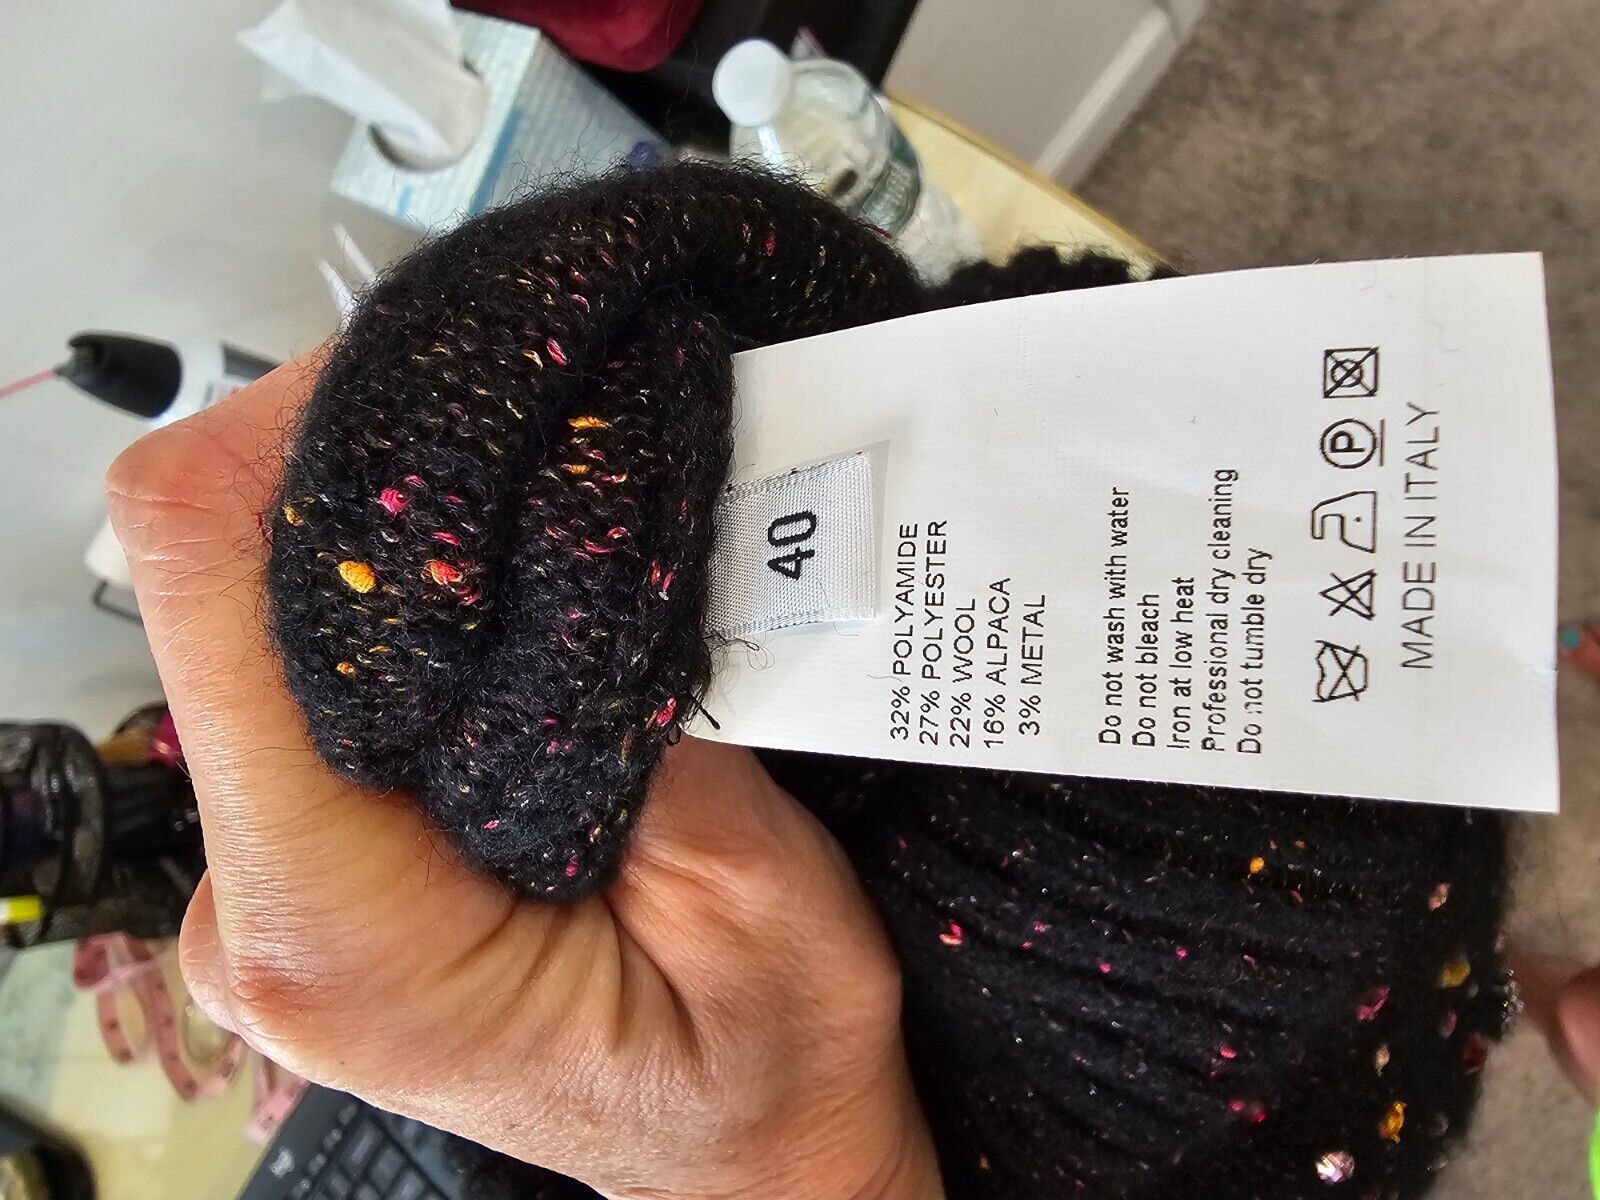 40
32% POLYAMIDE
27% POLYESTER
22% WOOL
16% ALPACA
3% METAL
Do not wash with water
Do not bleach
Iron at low heat
Professional dry cleaning
Do not tumble dry
P
MADE IN ITALY